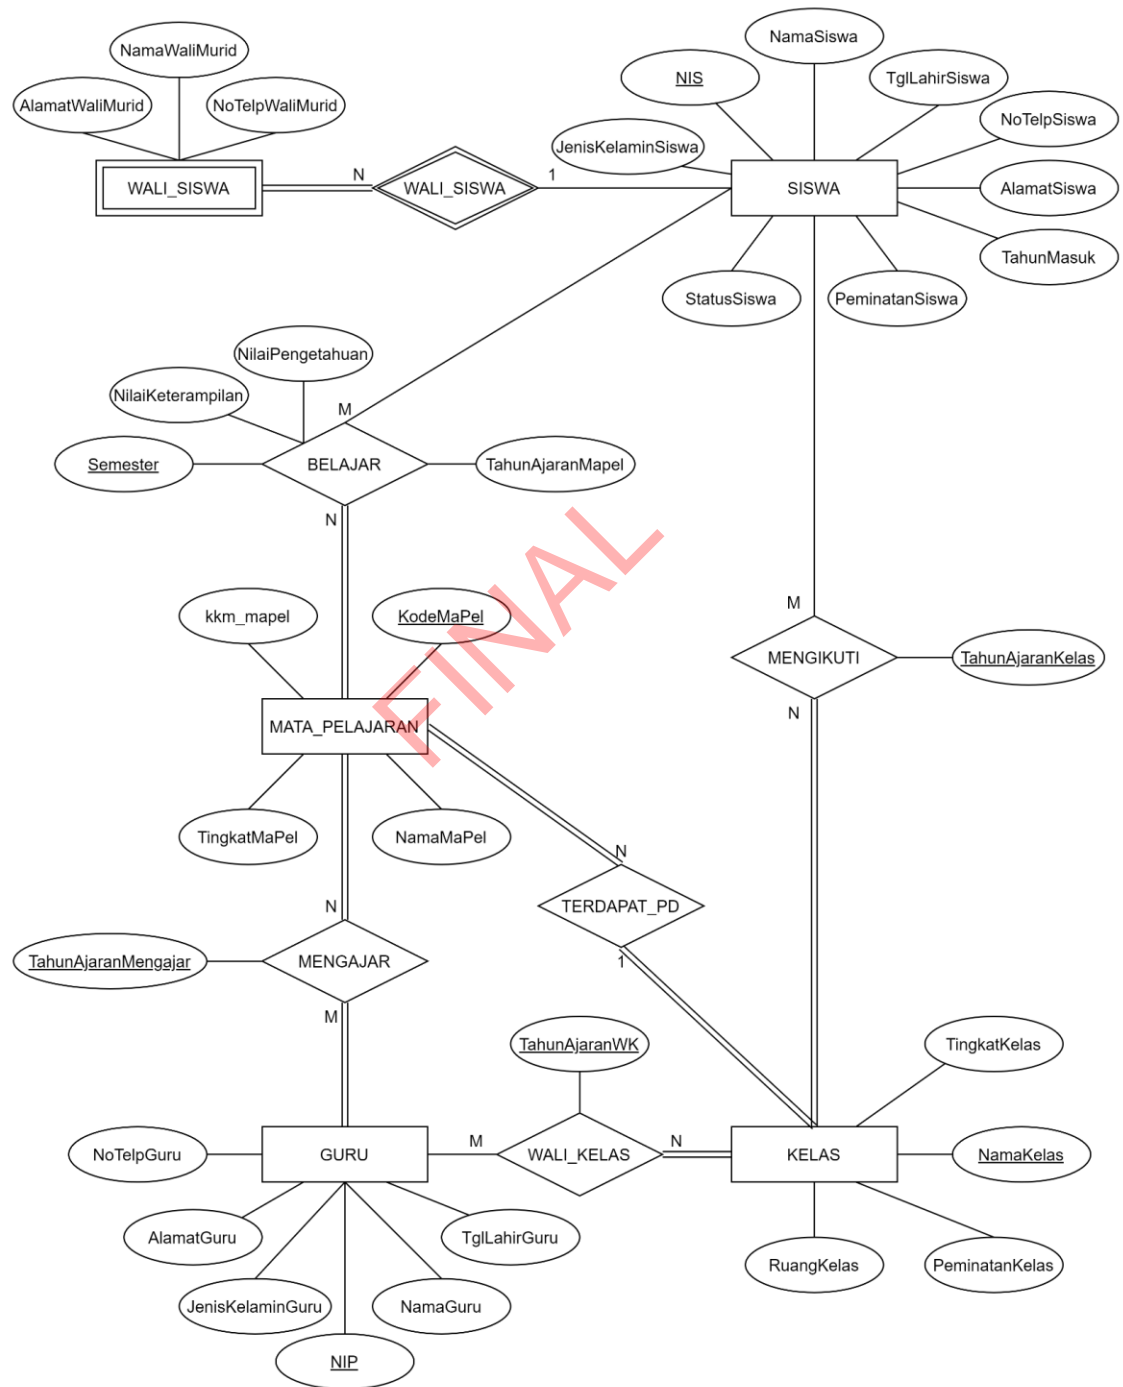 NamaWaliMurid
AlamatWaliMurid
NoTelpWaliMurid
WALI_SISWA
N
WALI_SISWA
1
NamaSiswa
NIS
TglLahirSiswa
JenisKelaminSiswa
NoTelpSiswa
SISWA
AlamatSiswa
TahunMasuk
StatusSiswa
PeminatanSiswa
NilaiPengetahuan
NilaiKeterampilan
M
Semester
BELAJAR
TahunAjaranMapel
N
FINAL
kkm_mapel
KodeMaPel
M
MENGIKUTI
TahunAjaranKelas
N
MATA_PELAJARAN
TingkatMaPel
NamaMaPel
N
TERDAPAT_PD
1
N
TahunAjaranMengajar
MENGAJAR
M
TahunAjaranWK
TingkatKelas
NoTelpGuru
GURU
M
WALI_KELAS
N
KELAS
NamaKelas
AlamatGuru
TglLahirGuru
RuangKelas
PeminatanKelas
JenisKelaminGuru
NamaGuru
NIP